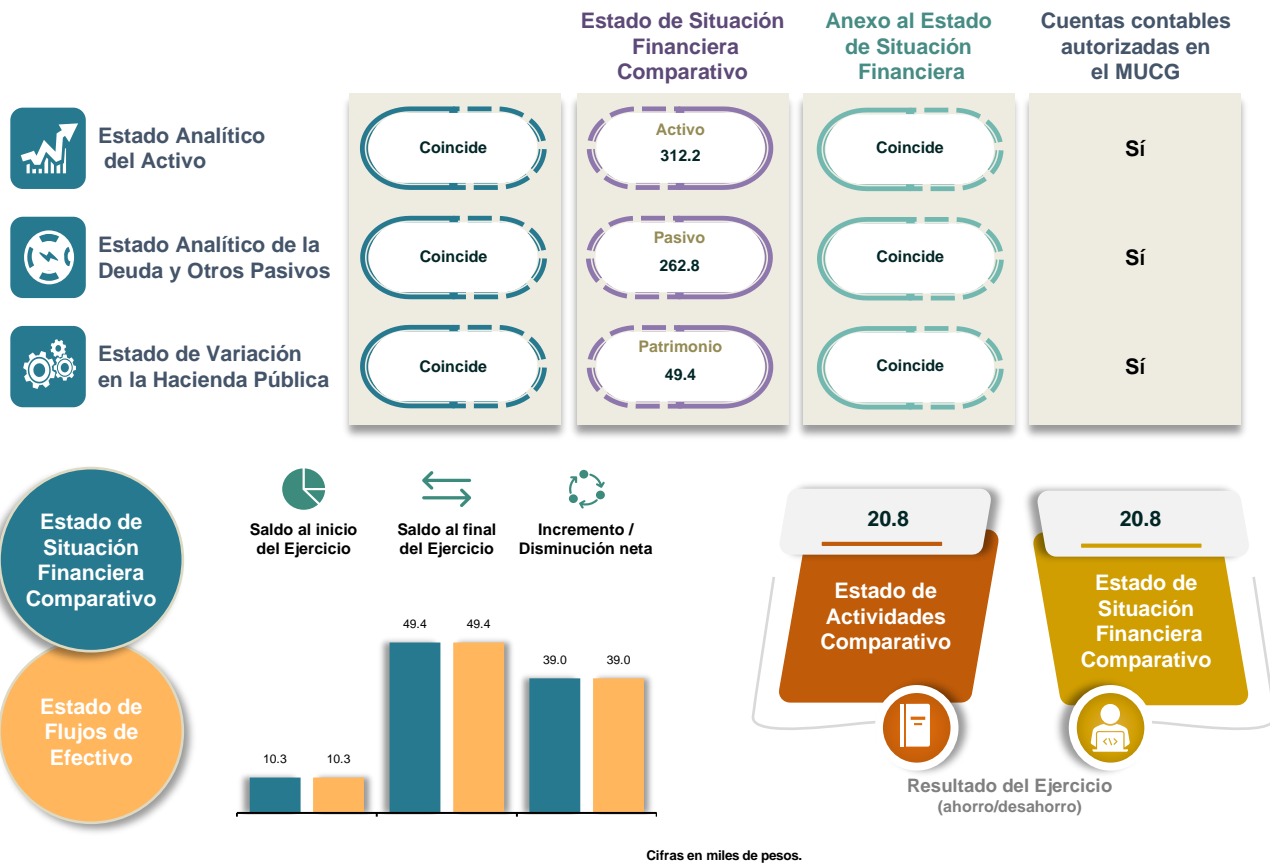 Estado de Situación
Financiera
Comparativo
Anexo al Estado
de Situación
Financiera
Cuentas contables
autorizadas en
el MUCG
Estado Analítico
del Activo
Coincide
Activo
312.2
Coincide
Sí
Estado Analítico de la
Deuda y Otros Pasivos
Coincide
Pasivo
262.8
Coincide
Sí
Estado de Variación
en la Hacienda Pública
Coincide
Patrimonio
49.4
Coincide
Sí
Estado de
Situación
Financiera
Comparativo
Estado de
Flujos de
Efectivo
Saldo al inicio
del Ejercicio
Saldo al final
del Ejercicio
Incremento /
Disminución neta
10.3
10.3
49.4
49.4
39.0
39.0
20.8
Estado de
Actividades
Comparativo
20.8
Estado de
Situación
Financiera
Comparativo
Resultado del Ejercicio
(ahorro/desahorro)
Cifras en miles de pesos.